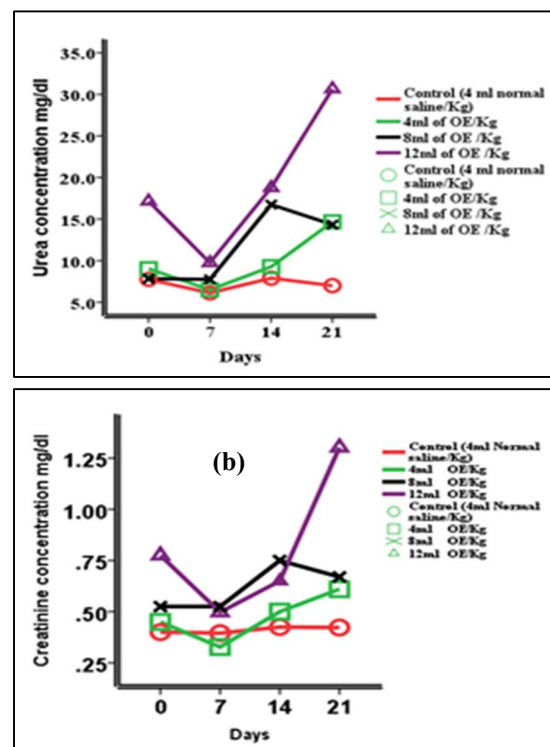 35.0
30.0
25.0
20.0
15.0
10.0
5.0
Urea concentration mg/dl
0 7 14 21
Days
Control (4 ml normal
saline/Kg)
4ml of OE/Kg
8ml of OE /Kg
12ml of OE /Kg
Control (4 ml normal
saline/Kg)
4ml of OE/Kg
8ml of OE /Kg
12ml of OE /Kg
(b)
1.25
1.00
.75
.50
.25
Creatinine concentration mg/dl
0 7 14 21
Days
Control (4ml Normal
saline/Kg)
4ml OE/Kg
8ml OE/Kg
12ml OE/Kg
Control (4ml Normal
saline/Kg)
4ml OE/Kg
8ml OE/Kg
12ml OE/Kg